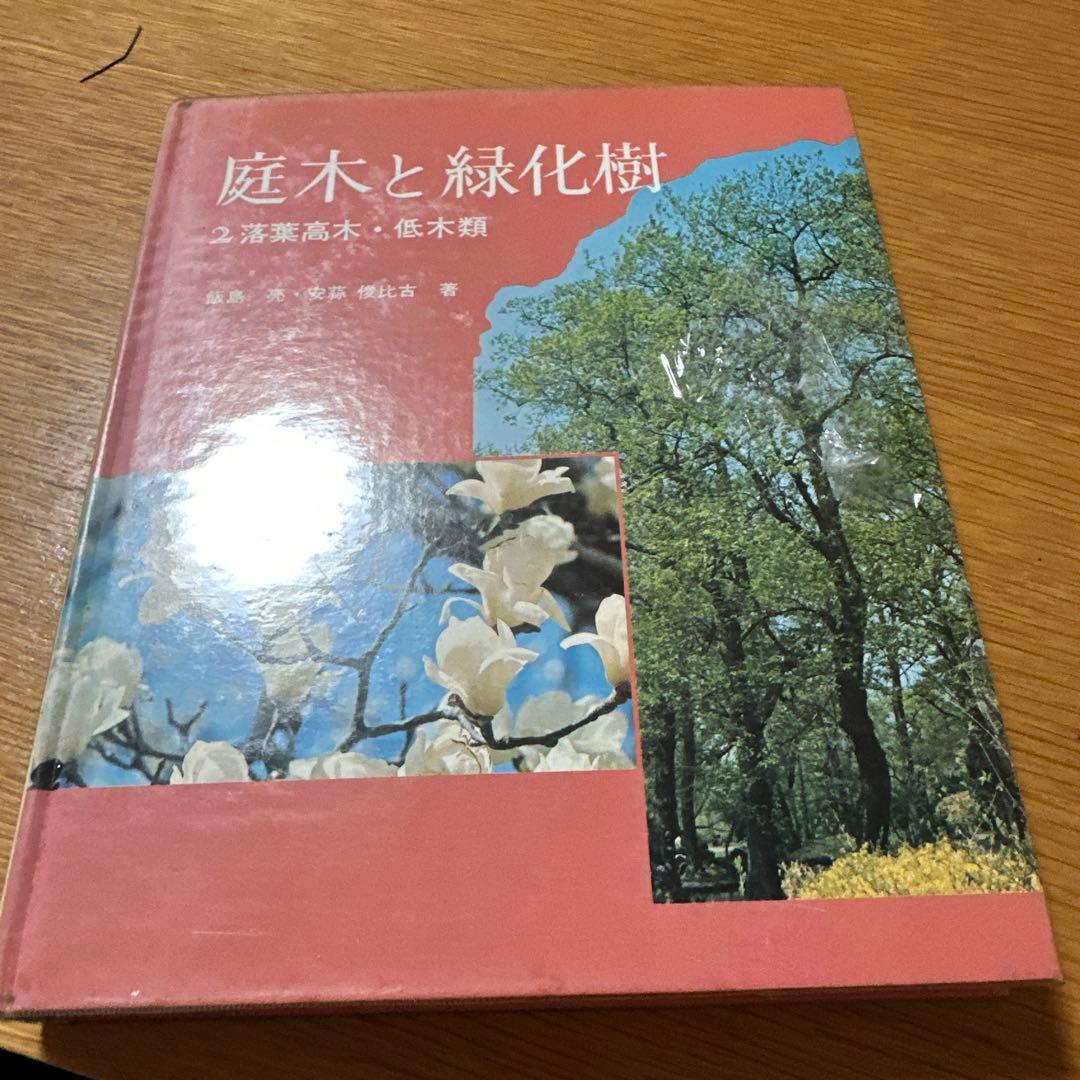 庭木と緑化樹
2 落葉高木・低木類
飯島 亮・安蒜 俊比古 著